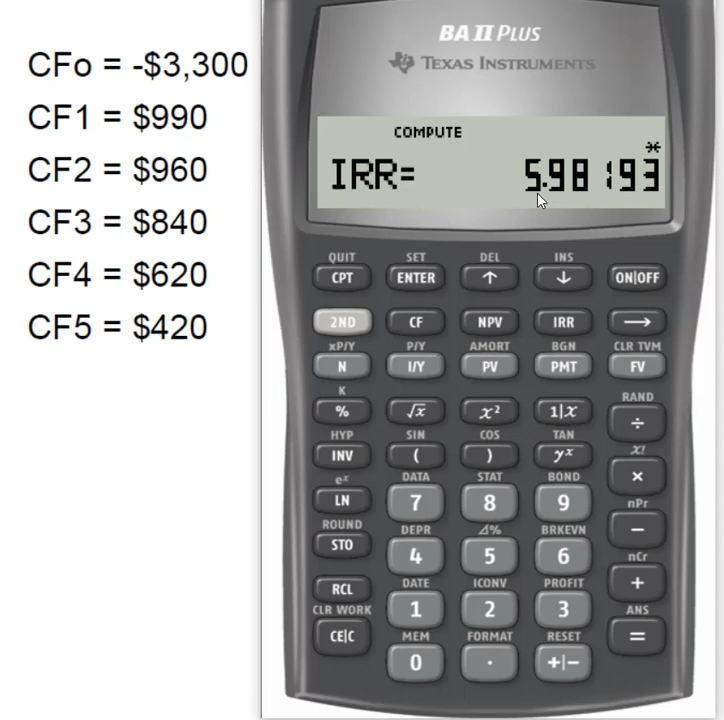 CFo = -$3,300
CF1 = $990
CF2 = $960
CF3 = $840
CF4 = $620
CF5 = $420
BA II PLUS
TEXAS INSTRUMENTS
COMPUTE
*
IRR= 5.98 193
QUIT SET DEL INS
CPT ENTER ↑ ↓ ON|OFF
2ND CF NPV IRR →
xP/Y P/Y AMORT BGN CLR TVM
N I/Y PV PMT FV
K RAND
% √x x² 1|x ÷
HYP SIN COS TAN x!
INV ( ) yˣ ×
eˣ DATA STAT BOND nPr
LN 7 8 9 −
ROUND DEPR Δ% BRKEVN nCr
STO 4 5 6 +
DATE ICONV PROFIT
RCL 1 2 3
CLR WORK MEM FORMAT RESET ANS
CE|C 0 . +|− =